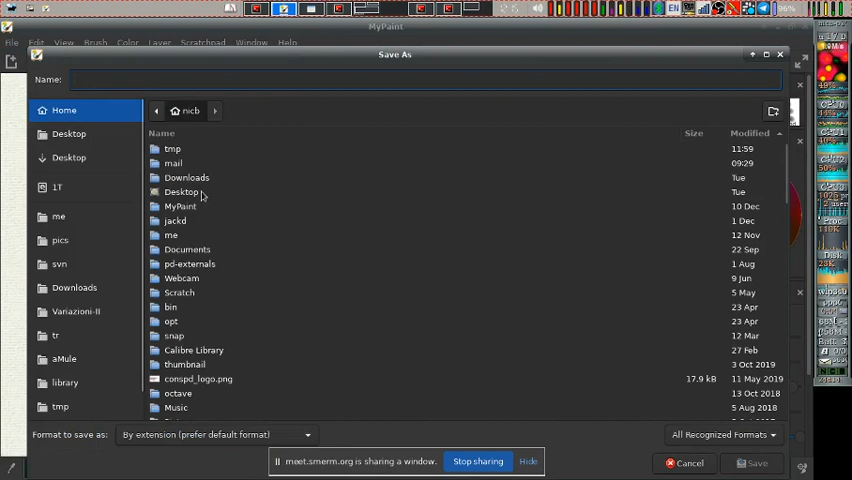 EN 96%
MyPaint
File Edit View Brush Color Layer Scratchpad Window Help
Save As
Name:
Home
Desktop
Desktop
1T
me
pics
svn
Downloads
Variazioni-II
tr
aMule
library
tmp
nicb
Name Size Modified
tmp 11:59
mail 09:29
Downloads Tue
Desktop Tue
MyPaint 10 Dec
jackd 1 Dec
me 12 Nov
Documents 22 Sep
pd-externals 1 Aug
Webcam 9 Jun
Scratch 5 May
bin 23 Apr
opt 23 Apr
snap 12 Mar
Calibre Library 27 Feb
thumbnail 3 Oct 2019
conspd_logo.png 17.9 kB 11 May 2019
octave 13 Oct 2018
Music 5 Aug 2018
Format to save as: By extension (prefer default format) All Recognized Formats
meet.smerm.org is sharing a window. Stop sharing Hide
Cancel Save
Proc
Disk